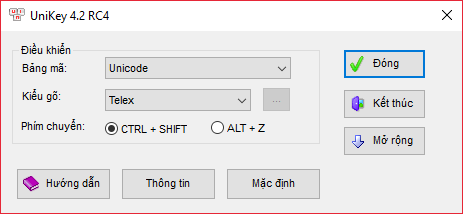 UniKey 4.2 RC4
Điều khiển
Bảng mã: Unicode
Kiểu gõ: Telex ...
Phím chuyển: CTRL + SHIFT ALT + Z
Đóng
Kết thúc
Mở rộng
Hướng dẫn Thông tin Mặc định